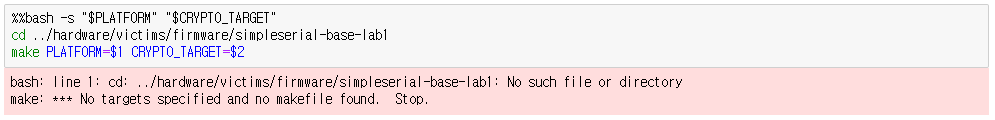 %%bash -s "$PLATFORM" "$CRYPTO_TARGET"
cd ../hardware/victims/firmware/simpleserial-base-lab1
make PLATFORM=$1 CRYPTO_TARGET=$2
bash: line 1: cd: ../hardware/victims/firmware/simpleserial-base-lab1: No such file or directory
make: *** No targets specified and no makefile found.  Stop.